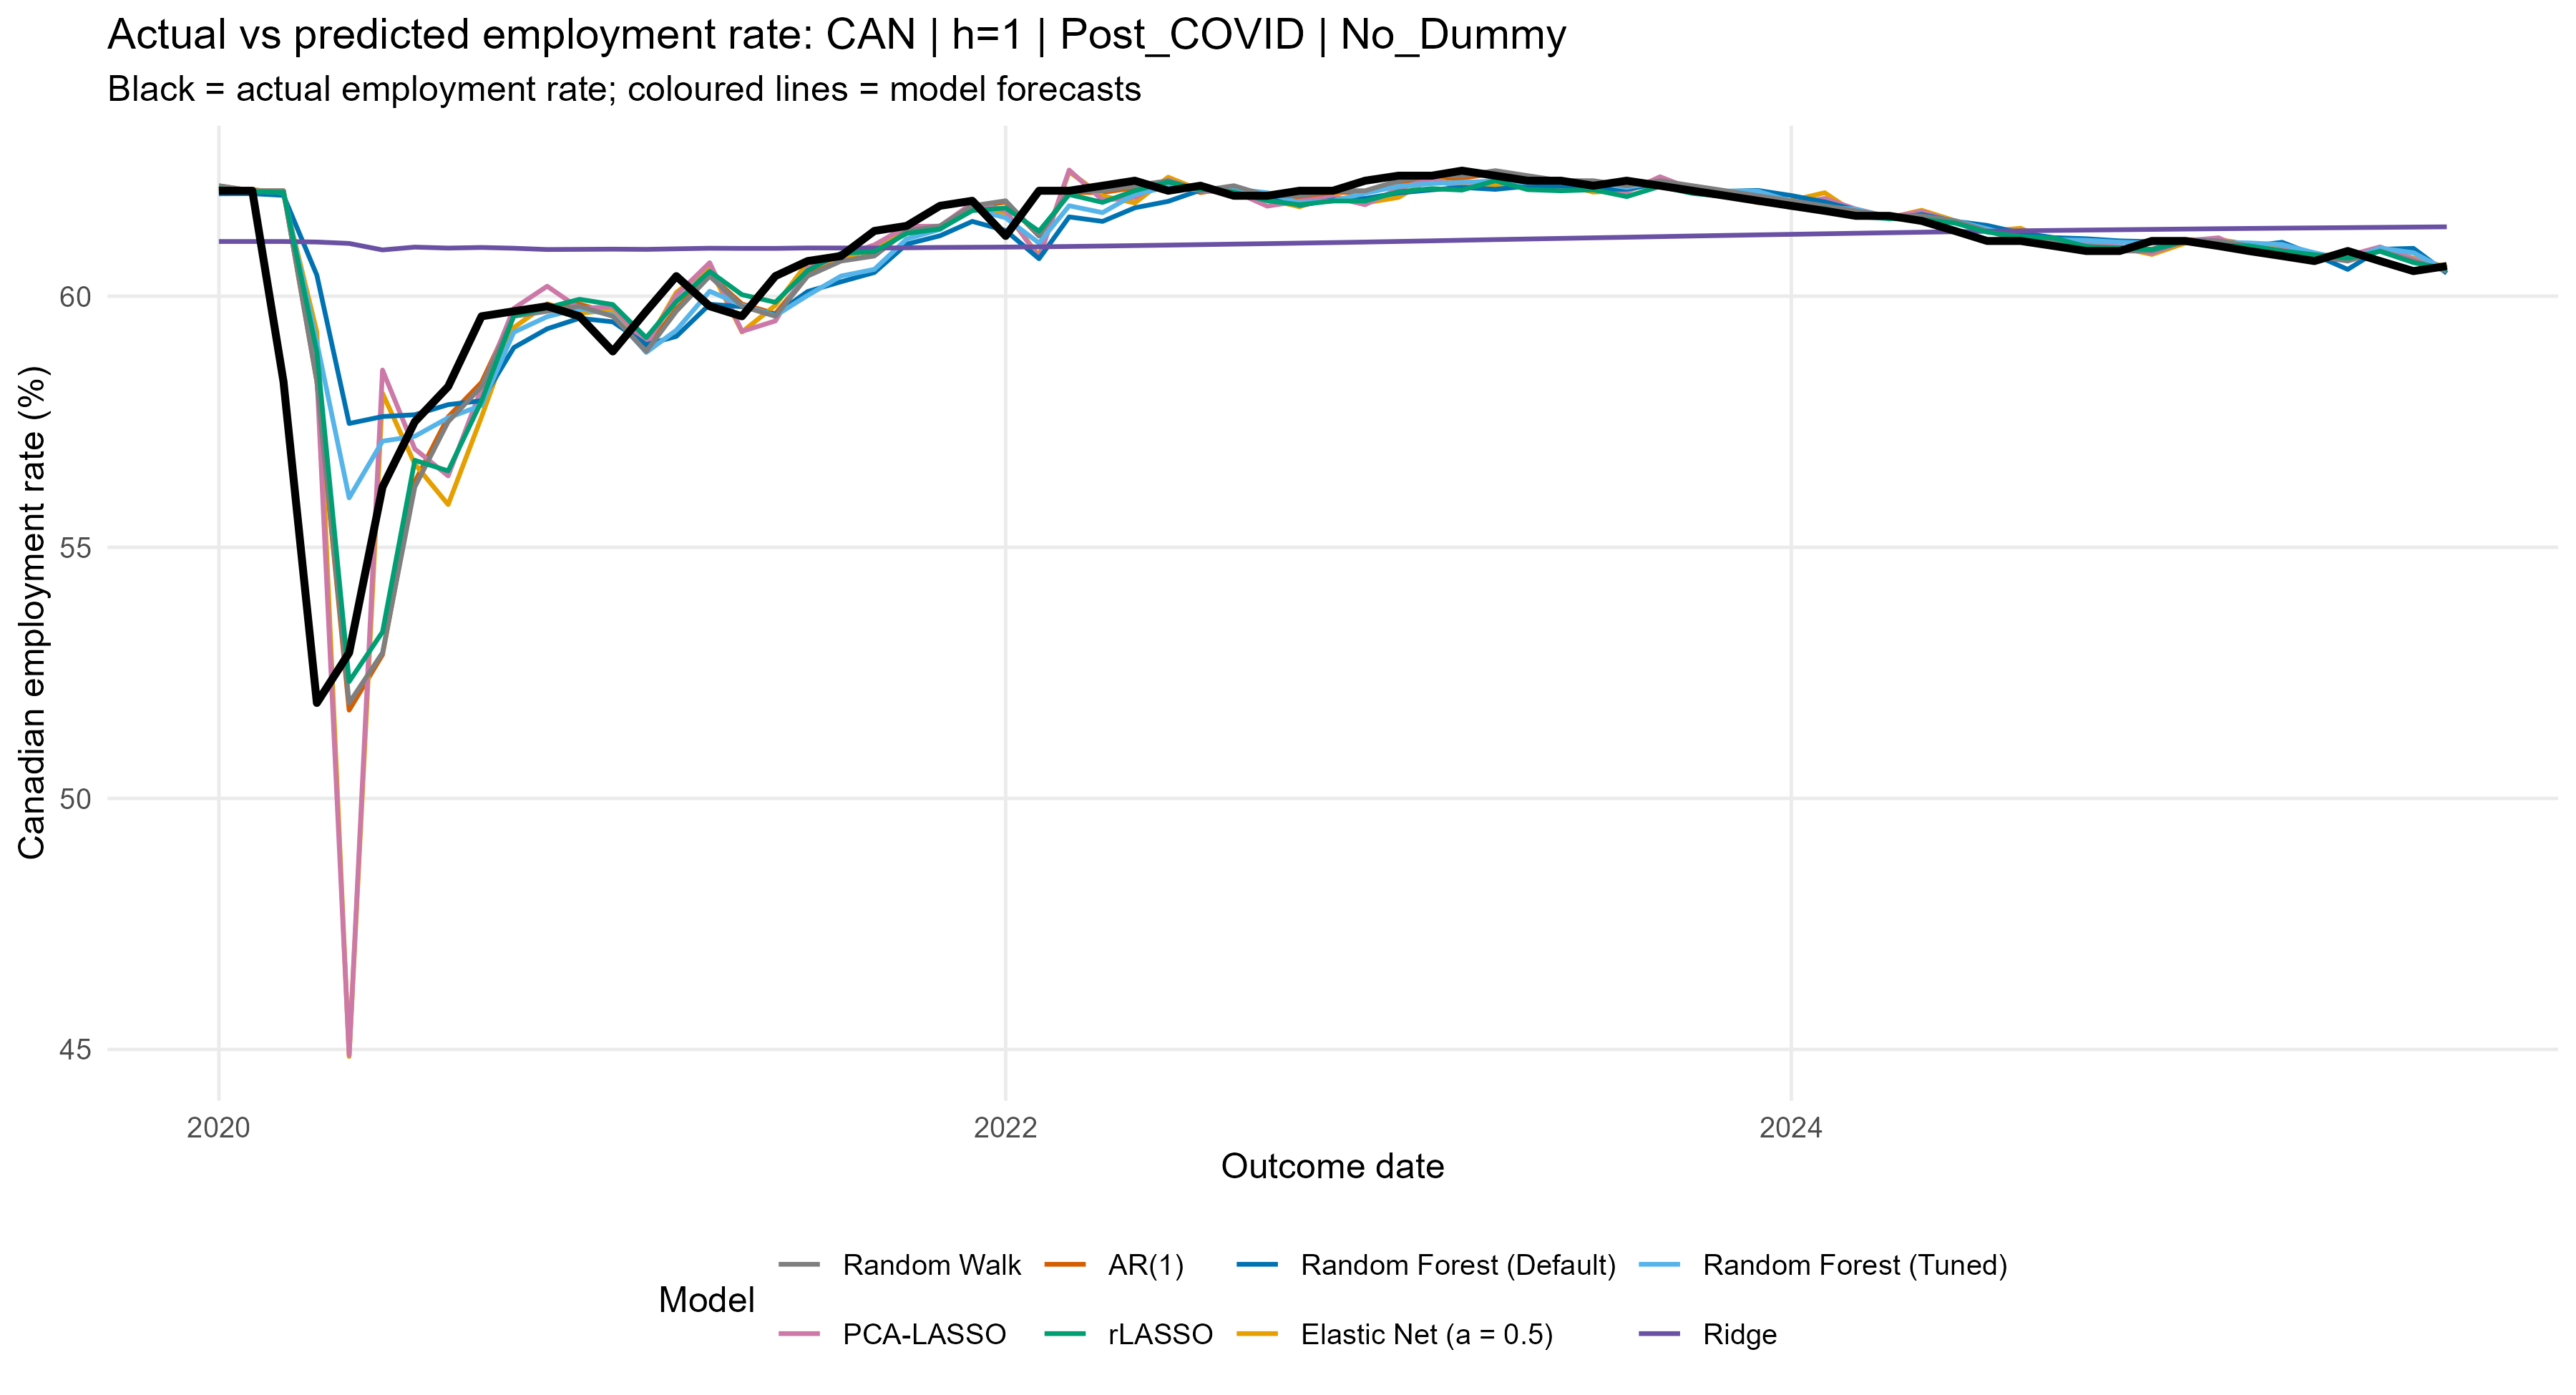 Actual vs predicted employment rate: CAN | h=1 | Post_COVID | No_Dummy
Black = actual employment rate; coloured lines = model forecasts
Canadian employment rate (%)
60
55
50
45
2020 2022 2024
Outcome date
Model
Random Walk AR(1) Random Forest (Default) Random Forest (Tuned)
PCA-LASSO rLASSO Elastic Net (a = 0.5) Ridge